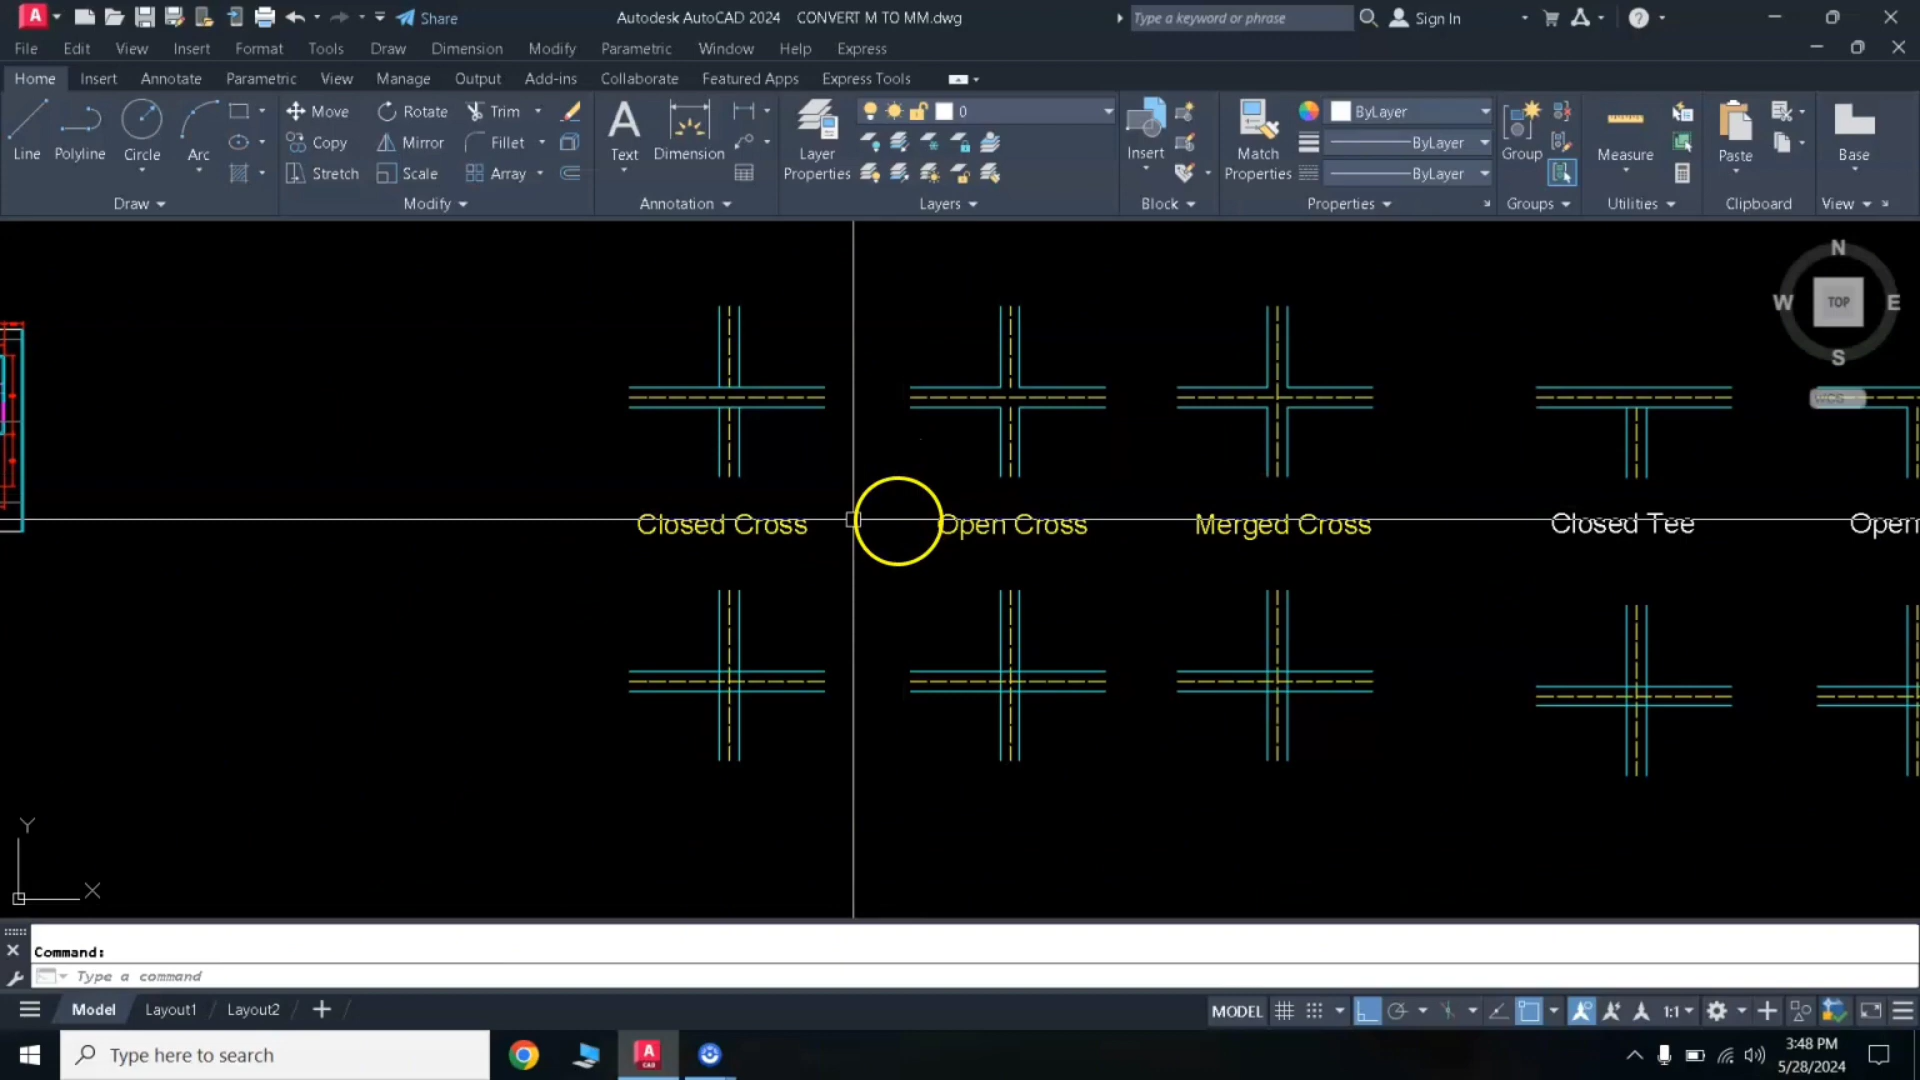 Share
Autodesk AutoCAD 2024 CONVERT M TO MM.dwg
Type a keyword or phrase
Sign In
File Edit View Insert Format Tools Draw Dimension Modify Parametric Window Help Express
Home Insert Annotate Parametric View Manage Output Add-ins Collaborate Featured Apps Express Tools
Line
Polyline
Circle
Arc
Draw
Move Rotate Trim
Copy Mirror Fillet
Stretch Scale Array
Modify
Text
Dimension
Annotation
Layer
Properties
0
Layers
Insert
Block
Match
Properties
ByLayer
ByLayer
ByLayer
Properties
Group
Groups
Measure
Utilities
Paste
Clipboard
Base
View
N
W TOP E
S
WCS
Closed Cross Open Cross Merged Cross Closed Tee Open
Y
X
Command:
Type a command
Model Layout1 Layout2
MODEL 1:1
Type here to search
A
CAD
3:48 PM
5/28/2024